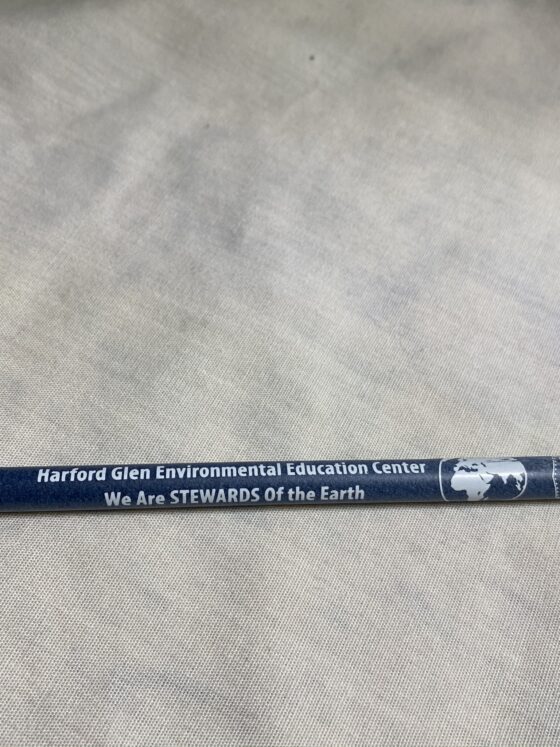 Harford Glen Environmental Education Center
We Are STEWARDS Of the Earth